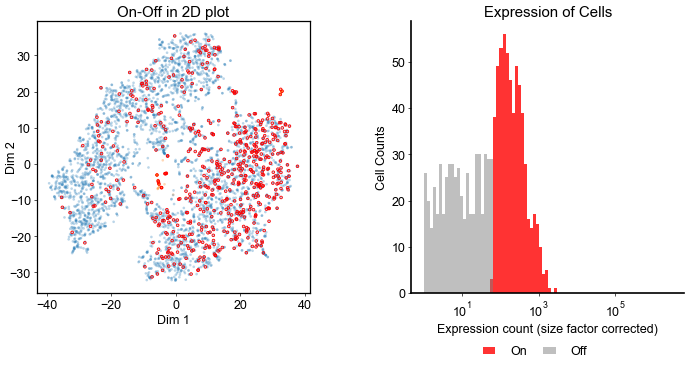 On-Off in 2D plot
Dim 2
30
20
10
0
−10
−20
−30
−40 −20 0 20 40
Dim 1
Expression of Cells
Cell Counts
50
40
30
20
10
0
10^1 10^3 10^5
Expression count (size factor corrected)
On Off